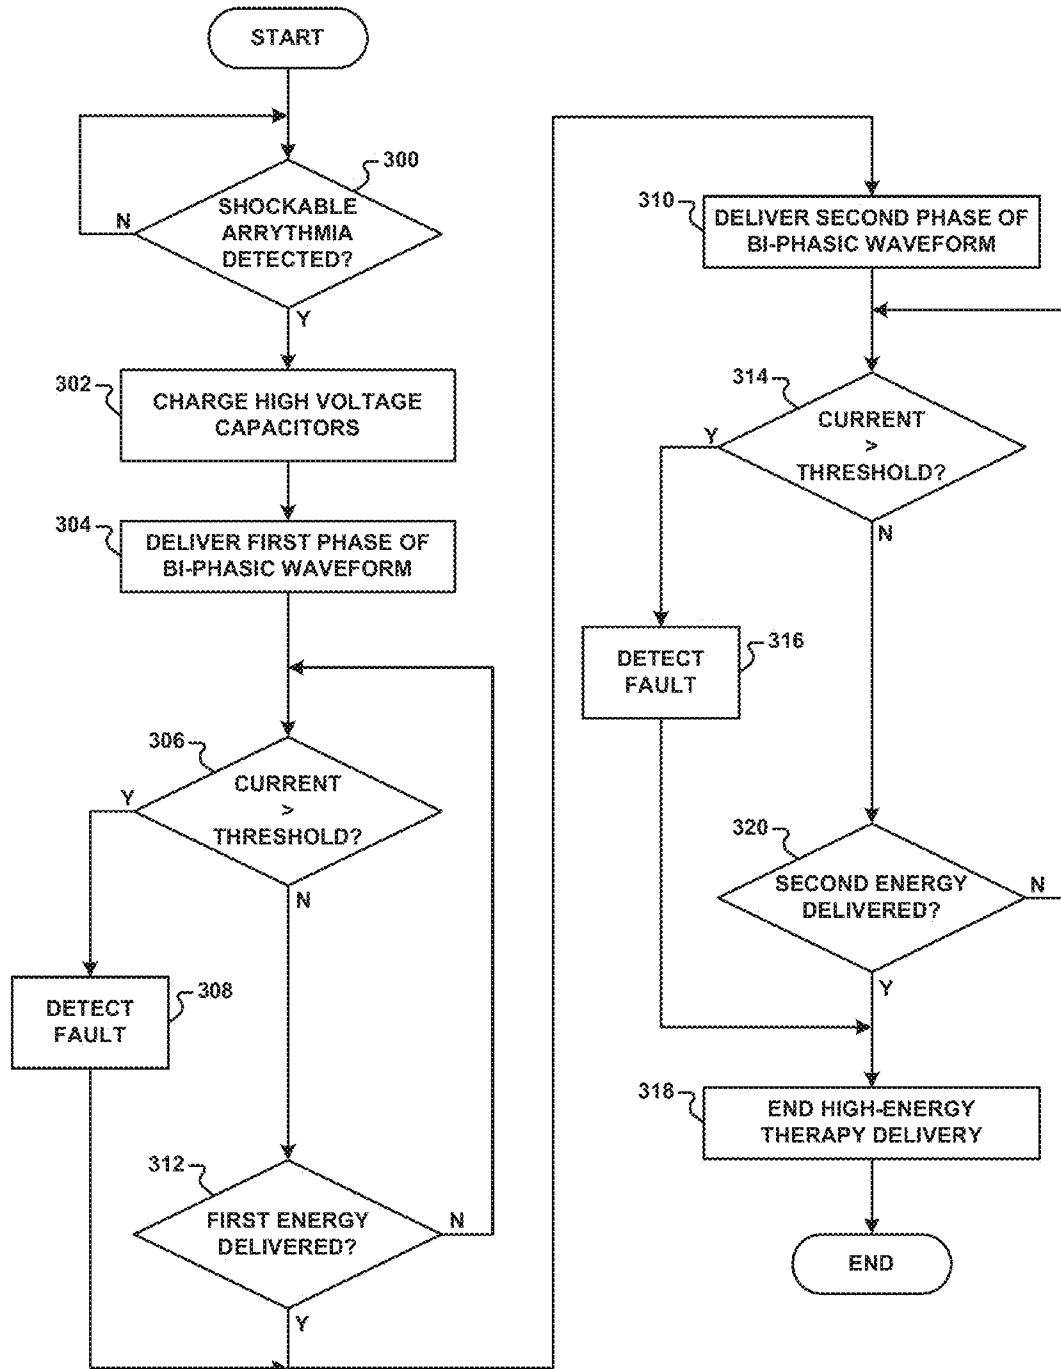 START
300
SHOCKABLE
ARRYTHMIA
DETECTED?
N
Y
302
CHARGE HIGH VOLTAGE
CAPACITORS
304
DELIVER FIRST PHASE OF
BI-PHASIC WAVEFORM
306
CURRENT
>
THRESHOLD?
Y
N
308
DETECT
FAULT
312
FIRST ENERGY
DELIVERED?
N
Y
310
DELIVER SECOND PHASE OF
BI-PHASIC WAVEFORM
314
CURRENT
>
THRESHOLD?
Y
N
316
DETECT
FAULT
320
SECOND ENERGY
DELIVERED?
N
Y
318
END HIGH-ENERGY
THERAPY DELIVERY
END